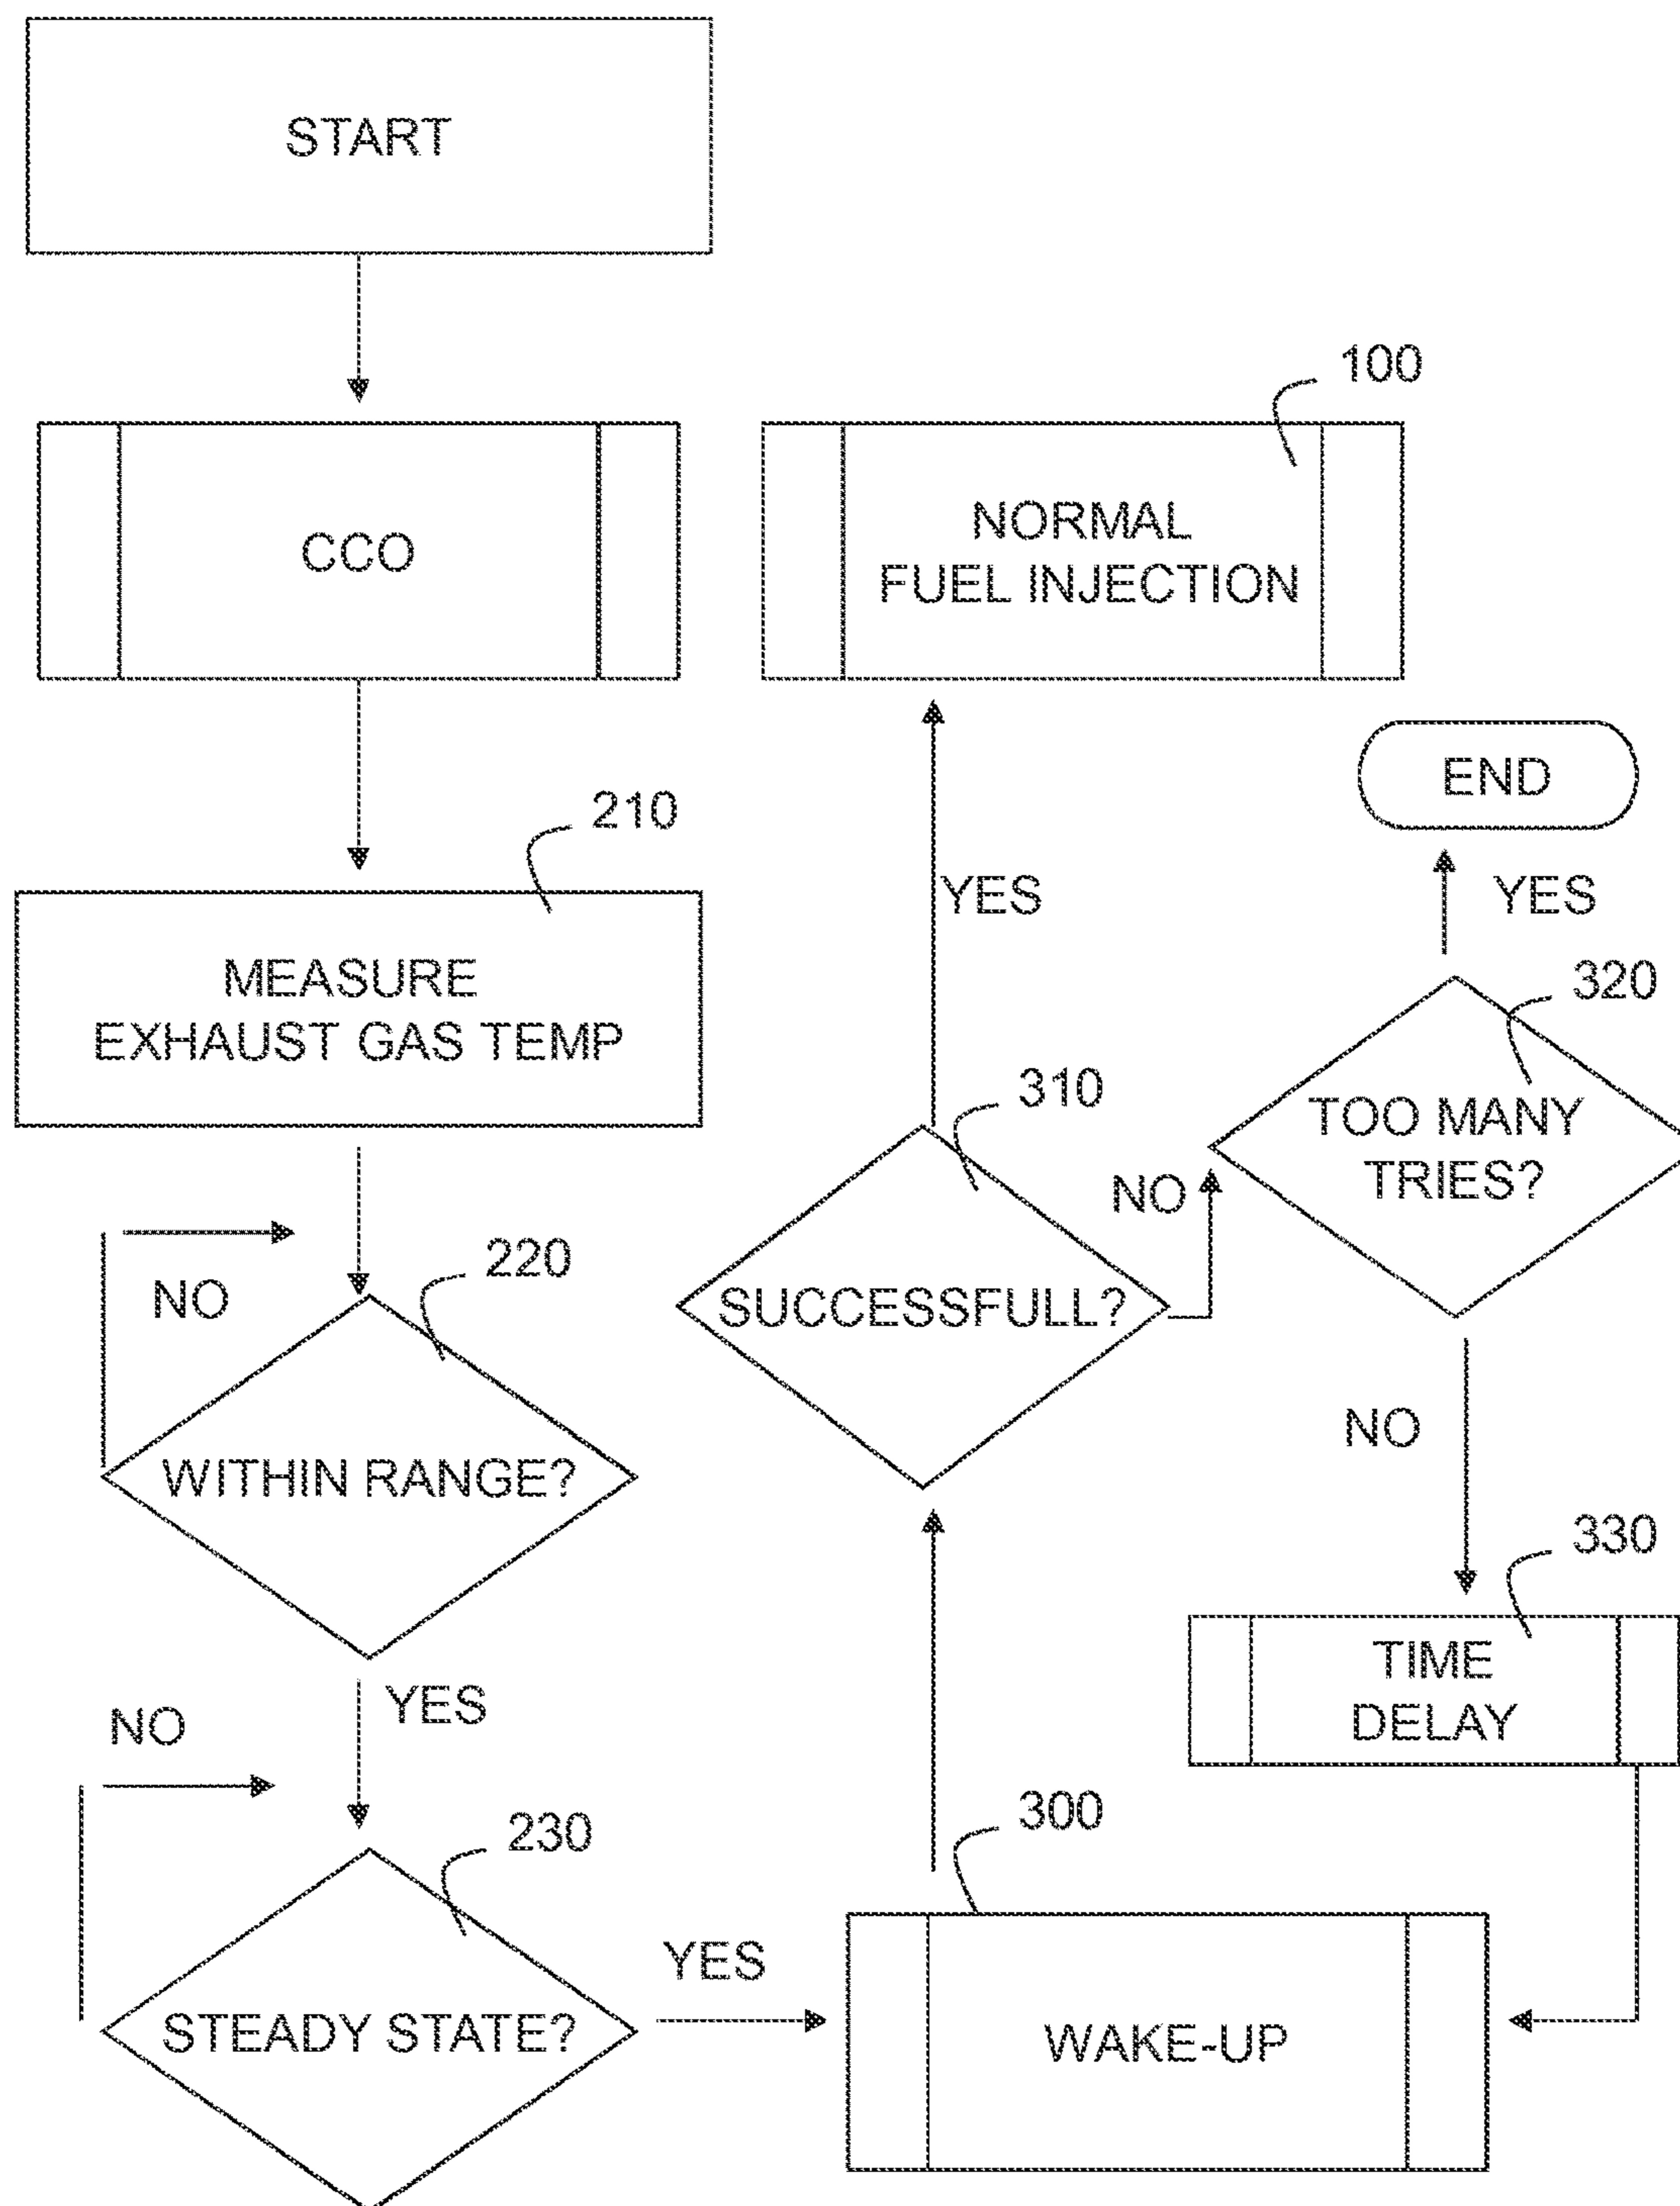 START
CCO
100
NORMAL
FUEL INJECTION
END
210
MEASURE
EXHAUST GAS TEMP
YES
YES
320
TOO MANY
TRIES?
310
NO
SUCCESSFULL?
NO
220
NO
WITHIN RANGE?
330
TIME
DELAY
YES
NO
230
STEADY STATE?
YES
300
WAKE-UP